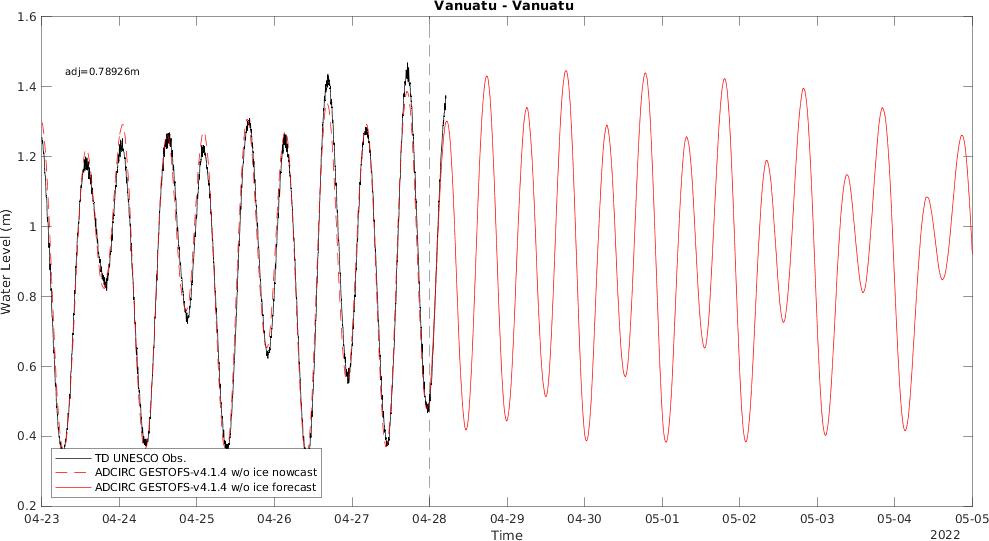 Vanuatu - Vanuatu
1.6
1.4
1.2
1
0.8
0.6
0.4
0.2
Water Level (m)
adj=0.78926m
TD UNESCO Obs.
ADCIRC GESTOFS-v4.1.4 w/o ice nowcast
ADCIRC GESTOFS-v4.1.4 w/o ice forecast
04-23 04-24 04-25 04-26 04-27 04-28 04-29 04-30 05-01 05-02 05-03 05-04 05-05
Time
2022